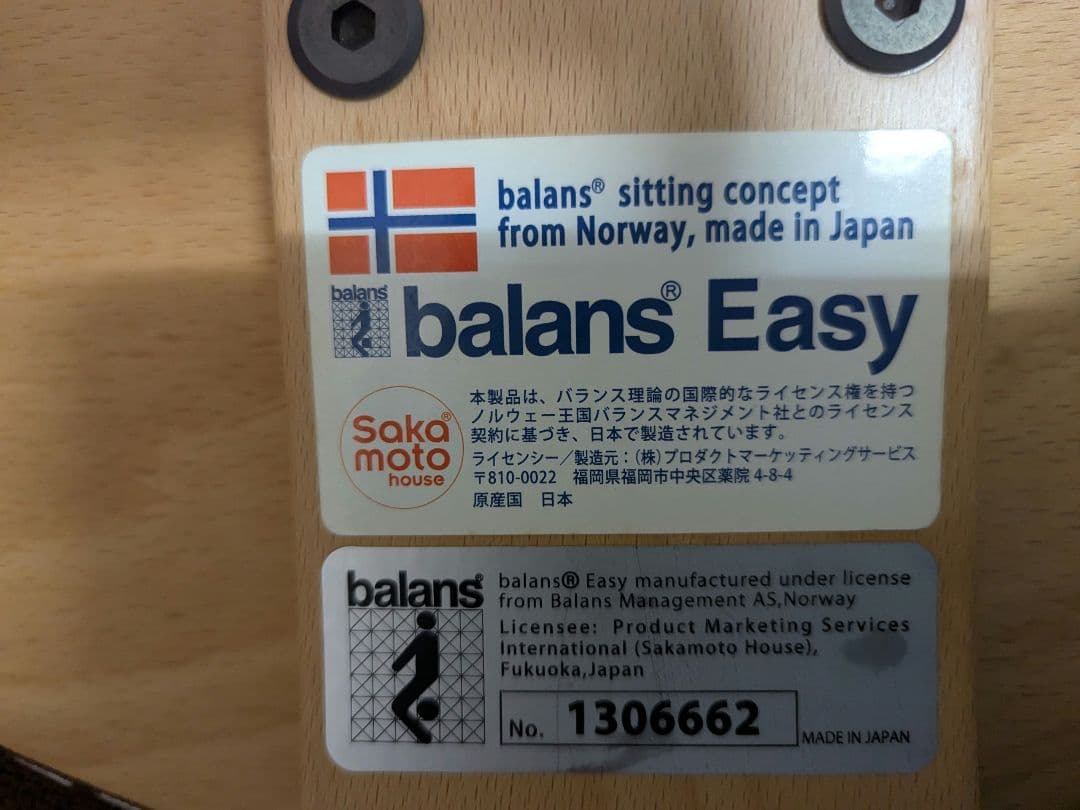 balans® sitting concept
from Norway, made in Japan
balans®
balans® Easy
Saka®
moto
house
本製品は、バランス理論の国際的なライセンス権を持つ
ノルウェー王国バランスマネジメント社とのライセンス
契約に基づき、日本で製造されています。
ライセンシー／製造元：(株)プロダクトマーケッティングサービス
〒810-0022 福岡県福岡市中央区薬院 4-8-4
原産国 日本
balans®
balans® Easy manufactured under license
from Balans Management AS,Norway
Licensee: Product Marketing Services
International (Sakamoto House),
Fukuoka,Japan
No. 1306662
MADE IN JAPAN